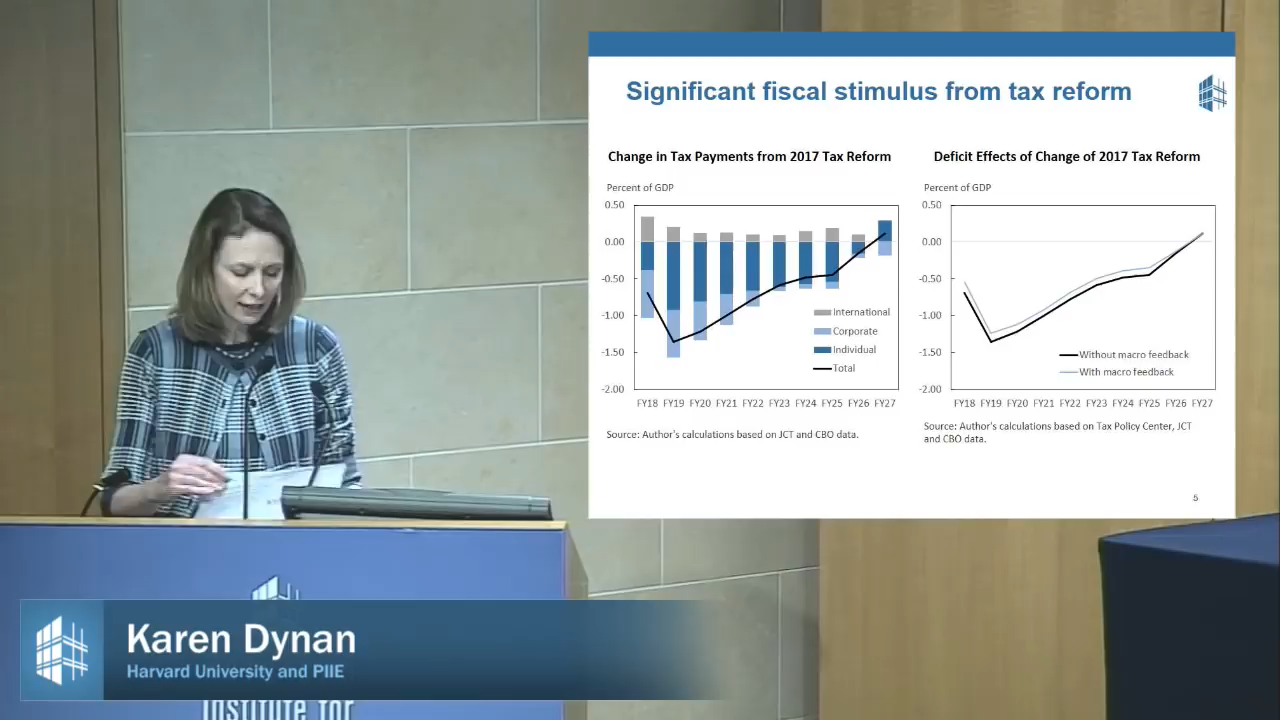 Significant fiscal stimulus from tax reform
Change in Tax Payments from 2017 Tax Reform
Percent of GDP
0.50
0.00
-0.50
-1.00
-1.50
-2.00
International
Corporate
Individual
Total
FY18 FY19 FY20 FY21 FY22 FY23 FY24 FY25 FY26 FY27
Source: Author's calculations based on JCT and CBO data.
Deficit Effects of Change of 2017 Tax Reform
Percent of GDP
0.50
0.00
-0.50
-1.00
-1.50
-2.00
Without macro feedback
With macro feedback
FY18 FY19 FY20 FY21 FY22 FY23 FY24 FY25 FY26 FY27
Source: Author's calculations based on Tax Policy Center, JCT
and CBO data.
5
Karen Dynan
Harvard University and PIIE
Institute for